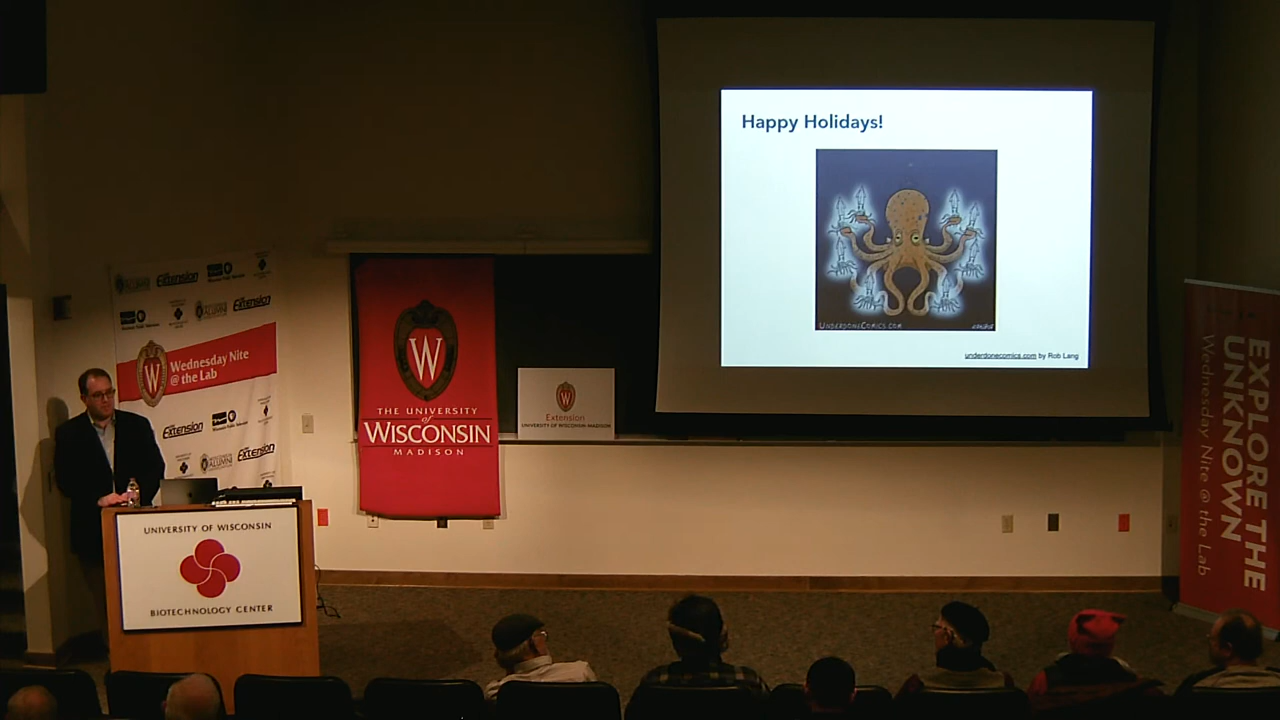 Happy Holidays!
UNDERDONECOMICS.COM
underdonecomics.com by Rob Lang
Extension
Extension
Wednesday Nite
@ the Lab
Extension
ALUMNI
Extension
W
THE UNIVERSITY
of
WISCONSIN
MADISON
Extension
UNIVERSITY OF WISCONSIN-MADISON
EXPLORE THE
UNKNOWN
Wednesday Nite @ the Lab
UNIVERSITY OF WISCONSIN
BIOTECHNOLOGY CENTER